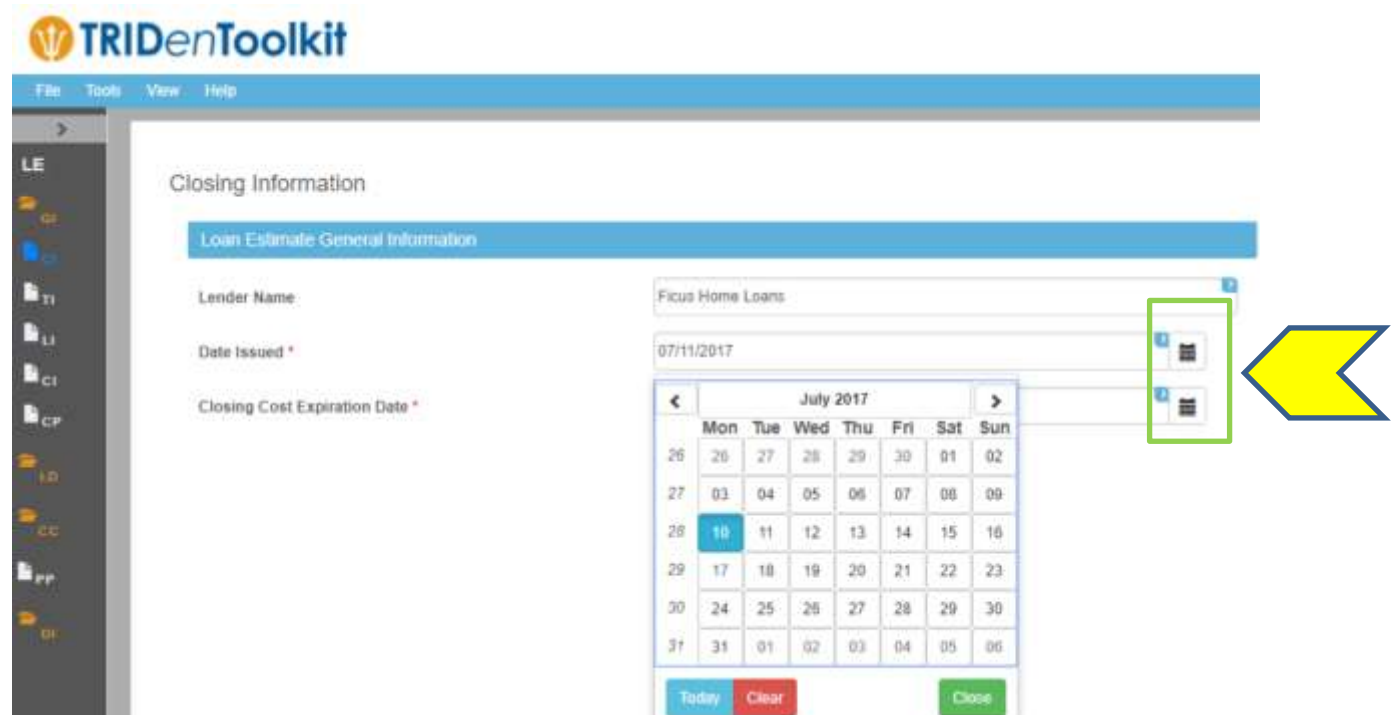 TRIDenToolkit
File Tools View Help
LE
Closing Information
GI
Loan Estimate General Information
CI
TI
Lender Name Ficus Home Loans
LI
Date Issued * 07/11/2017
CI
Closing Cost Expiration Date *
CP
July 2017
Mon Tue Wed Thu Fri Sat Sun
26 26 27 28 29 30 01 02
LD
27 03 04 05 06 07 08 09
CC
28 10 11 12 13 14 15 16
PP
29 17 18 19 20 21 22 23
30 24 25 26 27 28 29 30
31 31 01 02 03 04 05 06
Today Clear Close